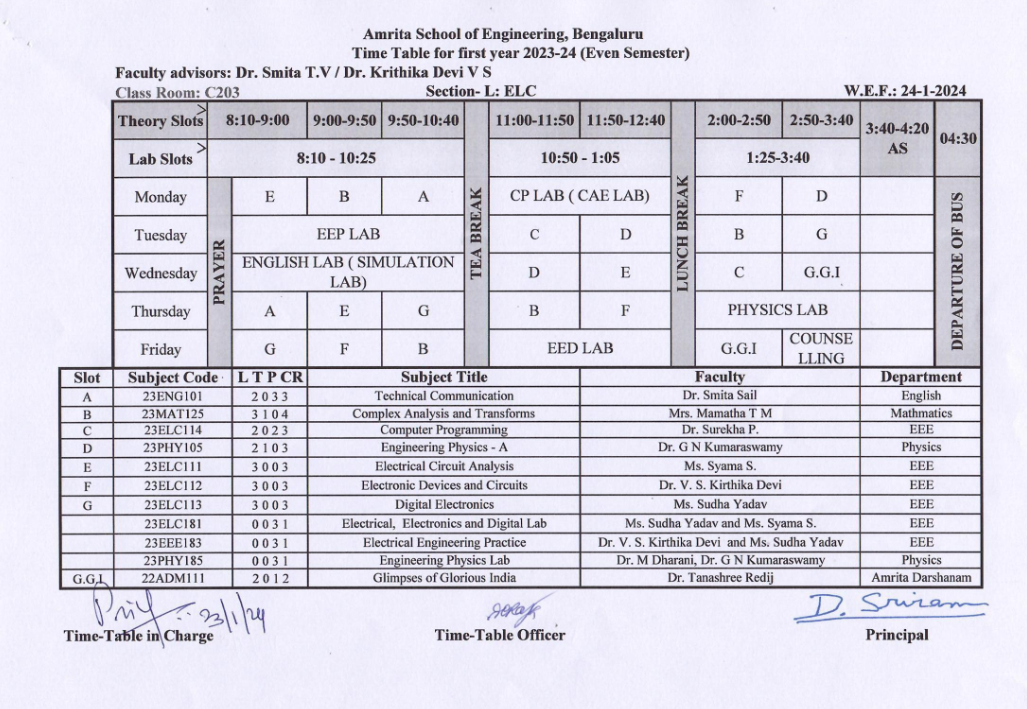 Amrita School of Engineering, Bengaluru
Time Table for first year 2023-24 (Even Semester)
Faculty advisors: Dr. Smita T.V / Dr. Krithika Devi V S
Class Room: C203 Section- L: ELC W.E.F.: 24-1-2024
Theory Slots > 8:10-9:00 9:00-9:50 9:50-10:40 11:00-11:50 11:50-12:40 2:00-2:50 2:50-3:40 3:40-4:20 AS 04:30
Lab Slots > 8:10 - 10:25 10:50 - 1:05 1:25-3:40
PRAYER
TEA BREAK
LUNCH BREAK
DEPARTURE OF BUS
Monday E B A CP LAB ( CAE LAB) F D
Tuesday EEP LAB C D B G
Wednesday ENGLISH LAB ( SIMULATION LAB) D E C G.G.I
Thursday A E G B F PHYSICS LAB
Friday G F B EED LAB G.G.I COUNSE LLING
Slot Subject Code L T P CR Subject Title Faculty Department
A 23ENG101 2 0 3 3 Technical Communication Dr. Smita Sail English
B 23MAT125 3 1 0 4 Complex Analysis and Transforms Mrs. Mamatha T M Mathmatics
C 23ELC114 2 0 2 3 Computer Programming Dr. Surekha P. EEE
D 23PHY105 2 1 0 3 Engineering Physics - A Dr. G N Kumaraswamy Physics
E 23ELC111 3 0 0 3 Electrical Circuit Analysis Ms. Syama S. EEE
F 23ELC112 3 0 0 3 Electronic Devices and Circuits Dr. V. S. Kirthika Devi EEE
G 23ELC113 3 0 0 3 Digital Electronics Ms. Sudha Yadav EEE
23ELC181 0 0 3 1 Electrical, Electronics and Digital Lab Ms. Sudha Yadav and Ms. Syama S. EEE
23EEE183 0 0 3 1 Electrical Engineering Practice Dr. V. S. Kirthika Devi and Ms. Sudha Yadav EEE
23PHY185 0 0 3 1 Engineering Physics Lab Dr. M Dharani, Dr. G N Kumaraswamy Physics
G.G.I 22ADM111 2 0 1 2 Glimpses of Glorious India Dr. Tanashree Redij Amrita Darshanam
23/1/24 D. Sriram
Time-Table in Charge Time-Table Officer Principal